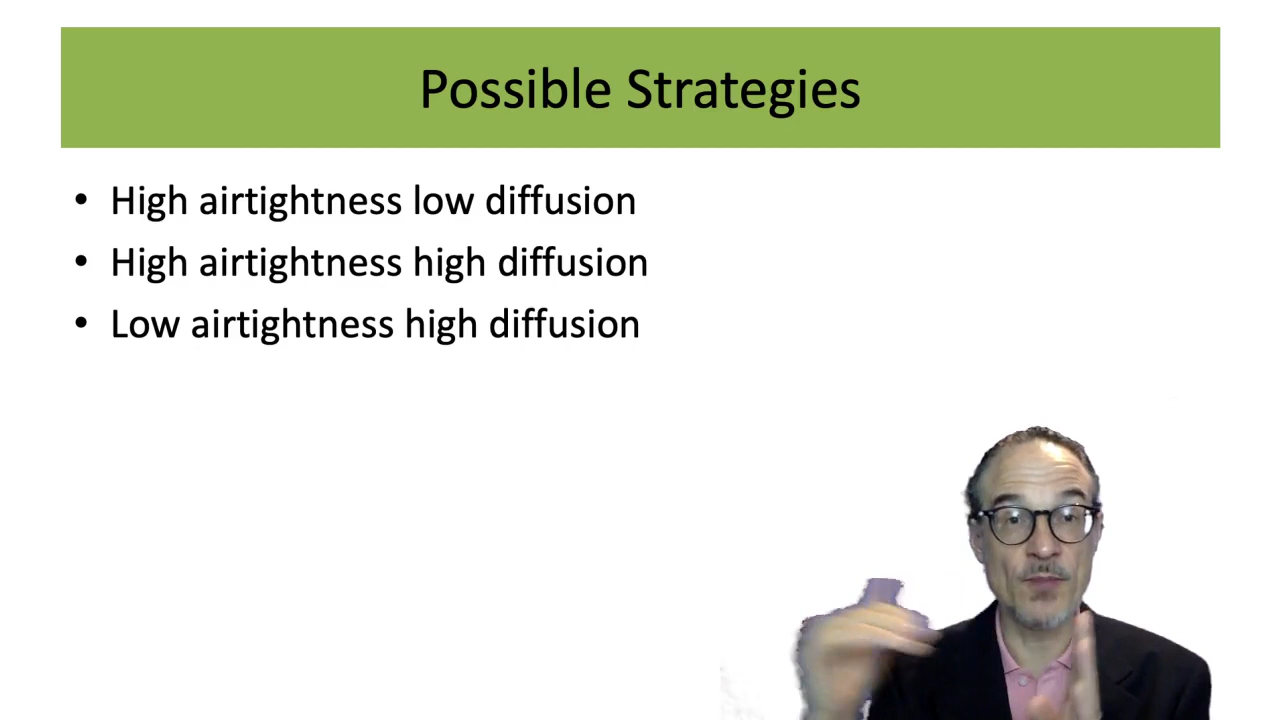 Possible Strategies
• High airtightness low diffusion
• High airtightness high diffusion
• Low airtightness high diffusion